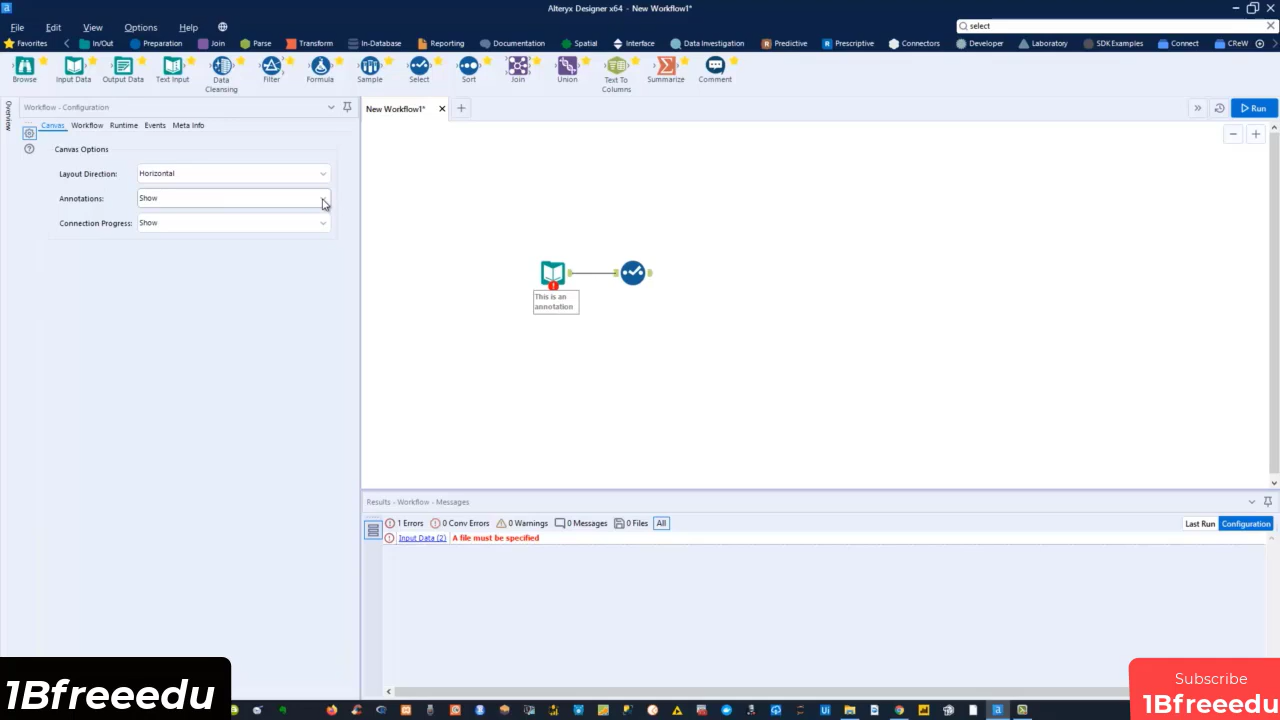 Alteryx Designer x64 - New Workflow1*
File Edit View Options Help
select
Favorites In/Out Preparation Join Parse Transform In-Database Reporting Documentation Spatial Interface Data Investigation Predictive Prescriptive Connectors Developer Laboratory SDK Examples Connect CReW
Browse Input Data Output Data Text Input Data Cleansing Filter Formula Sample Select Sort Join Union Text To Columns Summarize Comment
Overview
Workflow - Configuration
New Workflow1*
Run
Canvas Workflow Runtime Events Meta Info
Canvas Options
Layout Direction: Horizontal
Annotations: Show
Connection Progress: Show
This is an
annotation
Results - Workflow - Messages
1 Errors 0 Conv Errors 0 Warnings 0 Messages 0 Files All Last Run Configuration
Input Data (2) A file must be specified
1Bfreeedu
Subscribe
1Bfreeedu